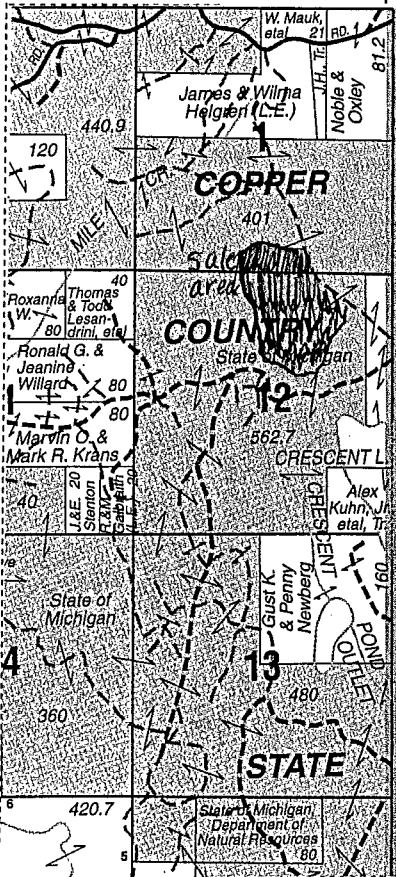 W. Mauk,
etal 21
RD.
RD.
J.H., Tr.
Noble &
Oxley
81.2
James & Wilma
Helgren (L.E.)
440.9
120
CR.
COPPER
401
MILE
sale
area
Roxanna
W.
80
Thomas
& Todd
Lesan-
drini, etal
40
COUNTRY
State of Michigan
Ronald G. &
Jeanine
Willard
80
80
Marvin O. &
Mark R. Krans
12
562.7
CRESCENT L
40
J.&E.
Stenton
20
R.&M.
Galbraith
(L.E.)
20
CRESCENT
Alex
Kuhn, Jr.
etal, Tr.
State of
Michigan
4
360
Gust K.
& Penny
Newberg
160
POND
OUTLET
13
480
STATE
6
420.7
5
State of Michigan,
Department of
Natural Resources
80